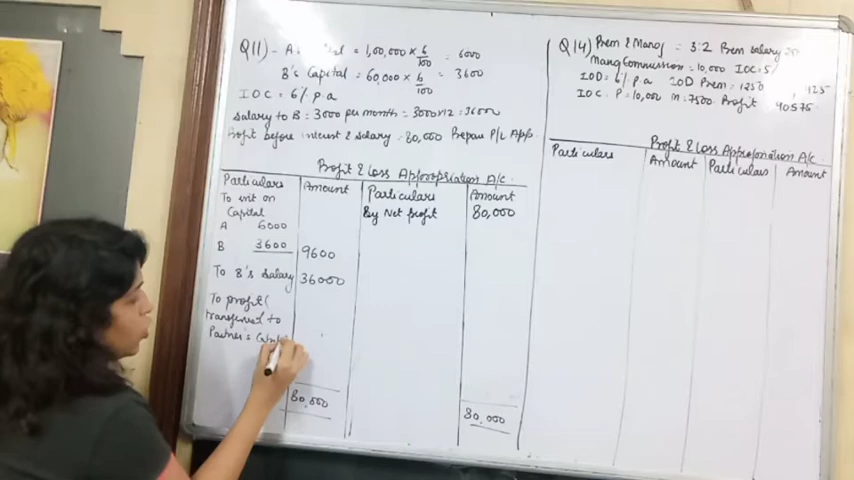 Q11) - A's Capital = 1,00,000 × 6/100 = 6000
B's Capital = 60,000 × 6/100 = 3600
IOC = 6% p.a
Salary to B = 3000 per month = 3000×12 = 36000
Profit before interest & salary = 80,000 Prepare P/L App.
Profit & Loss Appropriation A/c
Particulars Amount Particulars Amount
To int on By Net profit 80,000
Capital
A 6000
B 3600 9600
To B's Salary 36000
To profit (
transferred to
Partner's
80,000 80,000
Q14) Prem & Manoj = 3:2 Prem salary
Manoj Commission = 10,000 IOC = 5%
IOD = 6% p.a IOD Prem = 1250 125
IOC P = 10,000 m = 7500 Profit 40575
Profit & Loss Appropriation A/c
Particulars Amount Particulars Amount